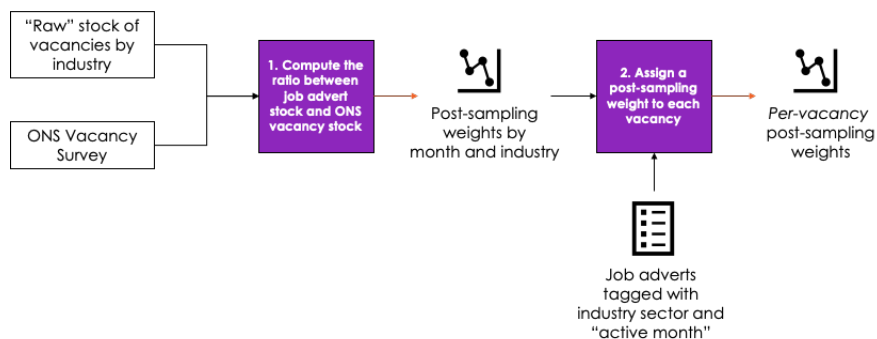 “Raw” stock of
vacancies by
industry
ONS Vacancy
Survey
1. Compute the
ratio between
job advert
stock and ONS
vacancy stock
Post-sampling
weights by
month and industry
2. Assign a
post-sampling
weight to each
vacancy
Per-vacancy
post-sampling
weights
Job adverts
tagged with
industry sector and
“active month”